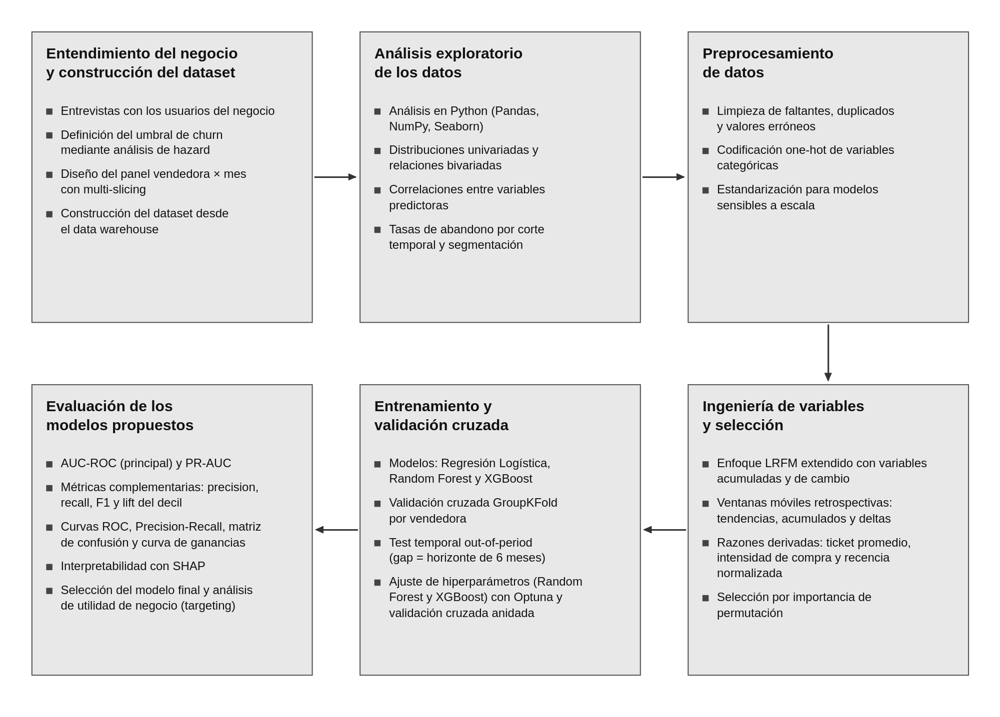 Entendimiento del negocio
y construcción del dataset
■ Entrevistas con los usuarios del negocio
■ Definición del umbral de churn
mediante análisis de hazard
■ Diseño del panel vendedora × mes
con multi-slicing
■ Construcción del dataset desde
el data warehouse
Análisis exploratorio
de los datos
■ Análisis en Python (Pandas,
NumPy, Seaborn)
■ Distribuciones univariadas y
relaciones bivariadas
■ Correlaciones entre variables
predictoras
■ Tasas de abandono por corte
temporal y segmentación
Preprocesamiento
de datos
■ Limpieza de faltantes, duplicados
y valores erróneos
■ Codificación one-hot de variables
categóricas
■ Estandarización para modelos
sensibles a escala
Ingeniería de variables
y selección
■ Enfoque LRFM extendido con variables
acumuladas y de cambio
■ Ventanas móviles retrospectivas:
tendencias, acumulados y deltas
■ Razones derivadas: ticket promedio,
intensidad de compra y recencia
normalizada
■ Selección por importancia de
permutación
Entrenamiento y
validación cruzada
■ Modelos: Regresión Logística,
Random Forest y XGBoost
■ Validación cruzada GroupKFold
por vendedora
■ Test temporal out-of-period
(gap = horizonte de 6 meses)
■ Ajuste de hiperparámetros (Random
Forest y XGBoost) con Optuna y
validación cruzada anidada
Evaluación de los
modelos propuestos
■ AUC-ROC (principal) y PR-AUC
■ Métricas complementarias: precision,
recall, F1 y lift del decil
■ Curvas ROC, Precision-Recall, matriz
de confusión y curva de ganancias
■ Interpretabilidad con SHAP
■ Selección del modelo final y análisis
de utilidad de negocio (targeting)